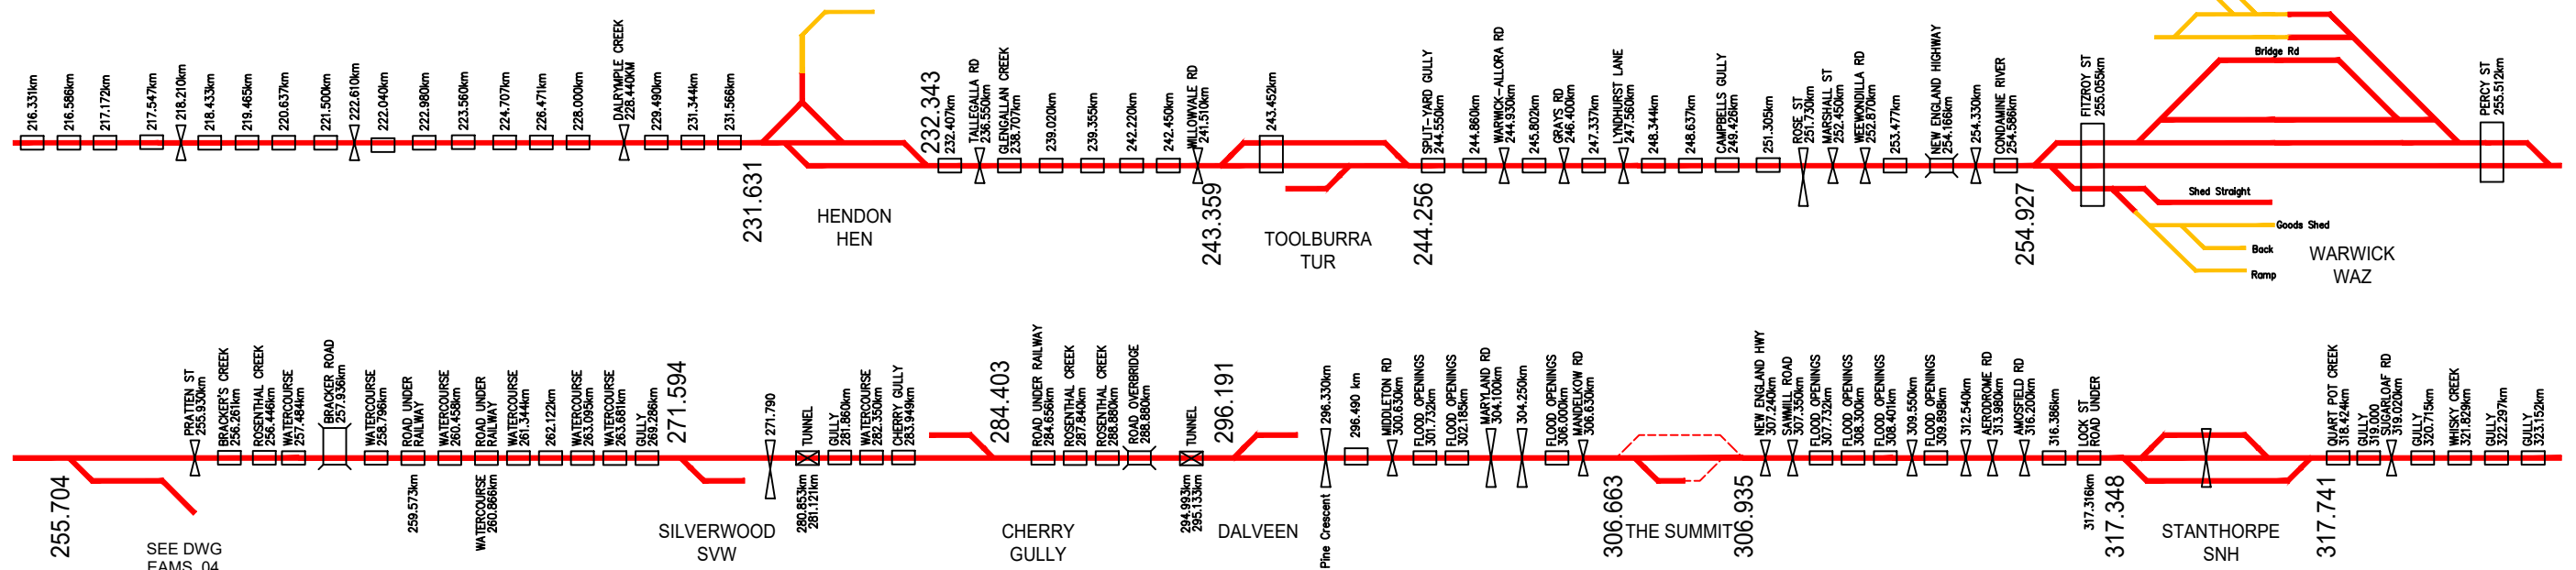 216.331km
216.586km
217.172km
217.547km
218.210km
218.433km
219.465km
220.637km
221.500km
222.610km
222.040km
222.980km
223.560km
224.707km
226.471km
228.000km
DALRYMPLE CREEK
228.440KM
229.490km
231.344km
231.566km
231.631
HENDON
HEN
232.343
232.407km
TALLEGALLA RD
236.550km
GLENGALLAN CREEK
238.707km
239.020km
239.355km
242.220km
242.450km
WILLOWVALE RD
241.510km
243.359
243.452km
TOOLBURRA
TUR
244.256
SPLIT-YARD GULLY
244.550km
244.860km
WARWICK-ALLORA RD
244.930km
245.802km
GRAYS RD
246.400km
247.337km
LYNDHURST LANE
247.560km
248.344km
248.637km
CAMPBELLS GULLY
249.426km
251.305km
ROSE ST
251.730km
MARSHALL ST
252.450km
WEEWONDILLA RD
252.870km
253.477km
NEW ENGLAND HIGHWAY
254.166km
254.330km
CONDAMINE RIVER
254.586km
254.927
FITZROY ST
255.055km
Bridge Rd
PERCY ST
255.512km
Shed Straight
Goods Shed
Back
Ramp
WARWICK
WAZ
255.704
SEE DWG
EAMS_04
PRATTEN ST
255.930km
BRACKER'S CREEK
256.261km
ROSENTHAL CREEK
256.446km
WATERCOURSE
257.484km
BRACKER ROAD
257.936km
WATERCOURSE
258.796km
ROAD UNDER
RAILWAY
259.573km
WATERCOURSE
260.458km
ROAD UNDER
RAILWAY
WATERCOURSE
260.866km
WATERCOURSE
261.344km
262.122km
WATERCOURSE
263.095km
WATERCOURSE
263.681km
GULLY
269.286km
271.594
SILVERWOOD
SVW
271.790
TUNNEL
280.853km
281.121km
GULLY
281.860km
WATERCOURSE
282.350km
CHERRY GULLY
283.949km
284.403
CHERRY
GULLY
ROAD UNDER RAILWAY
284.656km
ROSENTHAL CREEK
287.840km
ROSENTHAL CREEK
288.880km
ROAD OVERBRIDGE
288.880km
TUNNEL
294.993km
295.133km
296.191
DALVEEN
296.330km
Pine Crescent
296.490 km
MIDDLETON RD
300.630km
FLOOD OPENINGS
301.732km
FLOOD OPENINGS
302.185km
MARYLAND RD
304.100km
304.250km
FLOOD OPENINGS
306.000km
MANDELKOW RD
306.630km
306.663
THE SUMMIT
306.935
NEW ENGLAND HWY
307.240km
SAWMILL ROAD
307.350km
FLOOD OPENINGS
307.732km
FLOOD OPENINGS
308.300km
FLOOD OPENINGS
308.401km
309.550km
FLOOD OPENINGS
309.898km
312.540km
AERODROME RD
313.980km
AMOSFIELD RD
316.200km
316.386km
LOCK ST
ROAD UNDER
317.316km
317.348
STANTHORPE
SNH
317.741
QUART POT CREEK
318.424km
GULLY
319.000
SUGARLOAF RD
319.020km
GULLY
320.715km
WHISKY CREEK
321.829km
GULLY
322.297km
GULLY
323.152km